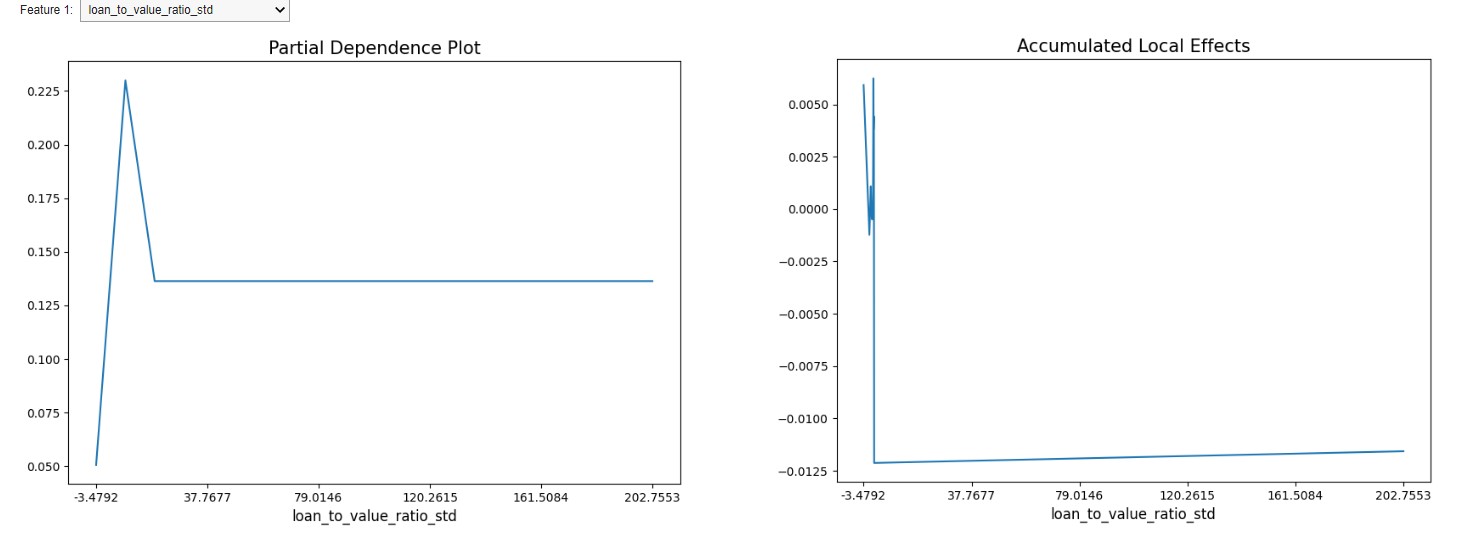 Feature 1: loan_to_value_ratio_std
Partial Dependence Plot
0.225
0.200
0.175
0.150
0.125
0.100
0.075
0.050
-3.4792 37.7677 79.0146 120.2615 161.5084 202.7553
loan_to_value_ratio_std
Accumulated Local Effects
0.0050
0.0025
0.0000
−0.0025
−0.0050
−0.0075
−0.0100
−0.0125
-3.4792 37.7677 79.0146 120.2615 161.5084 202.7553
loan_to_value_ratio_std